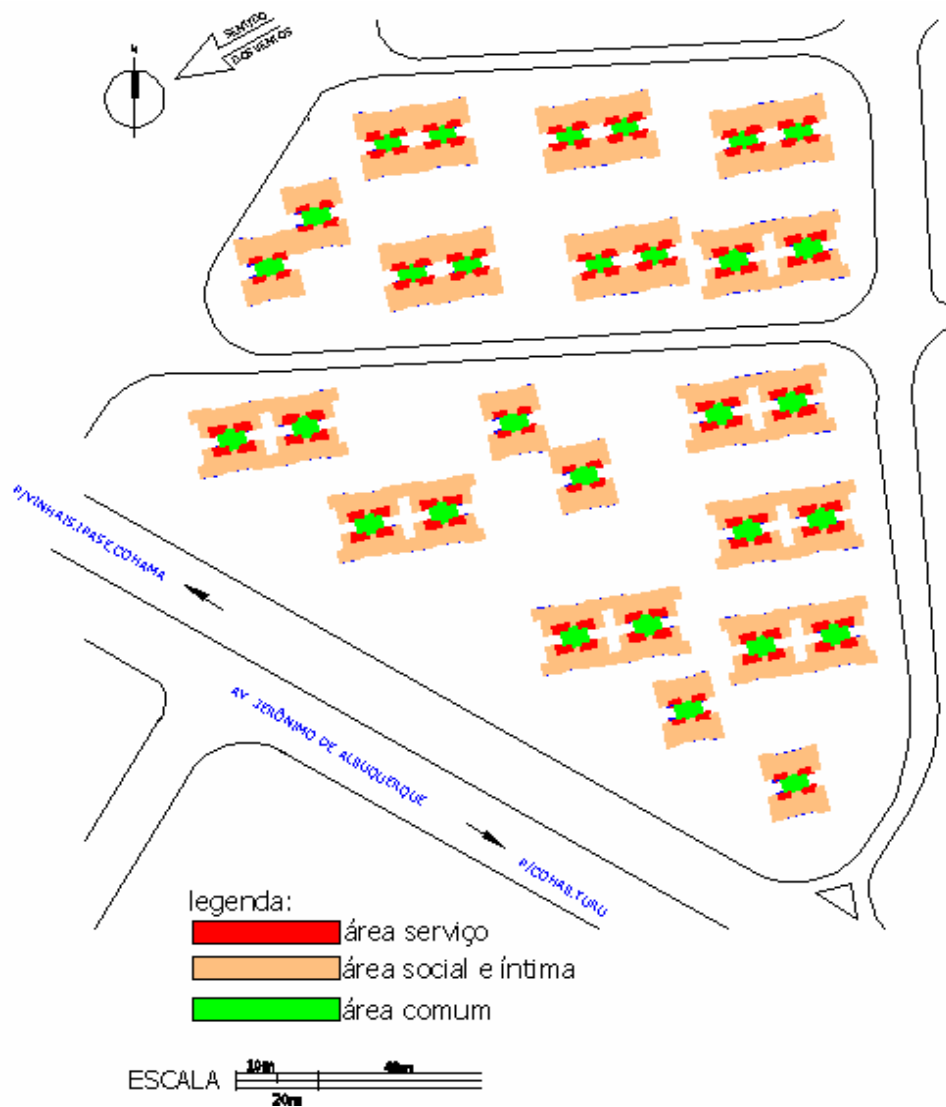 SENTIDO
DOS VENTOS
N
P/VINHAIS,IPASE,COHAMA
AV JERÔNIMO DE ALBUQUERQUE
P/COHAB,TURU
legenda:
área serviço
área social e íntima
área comum
10m
40m
ESCALA
20m